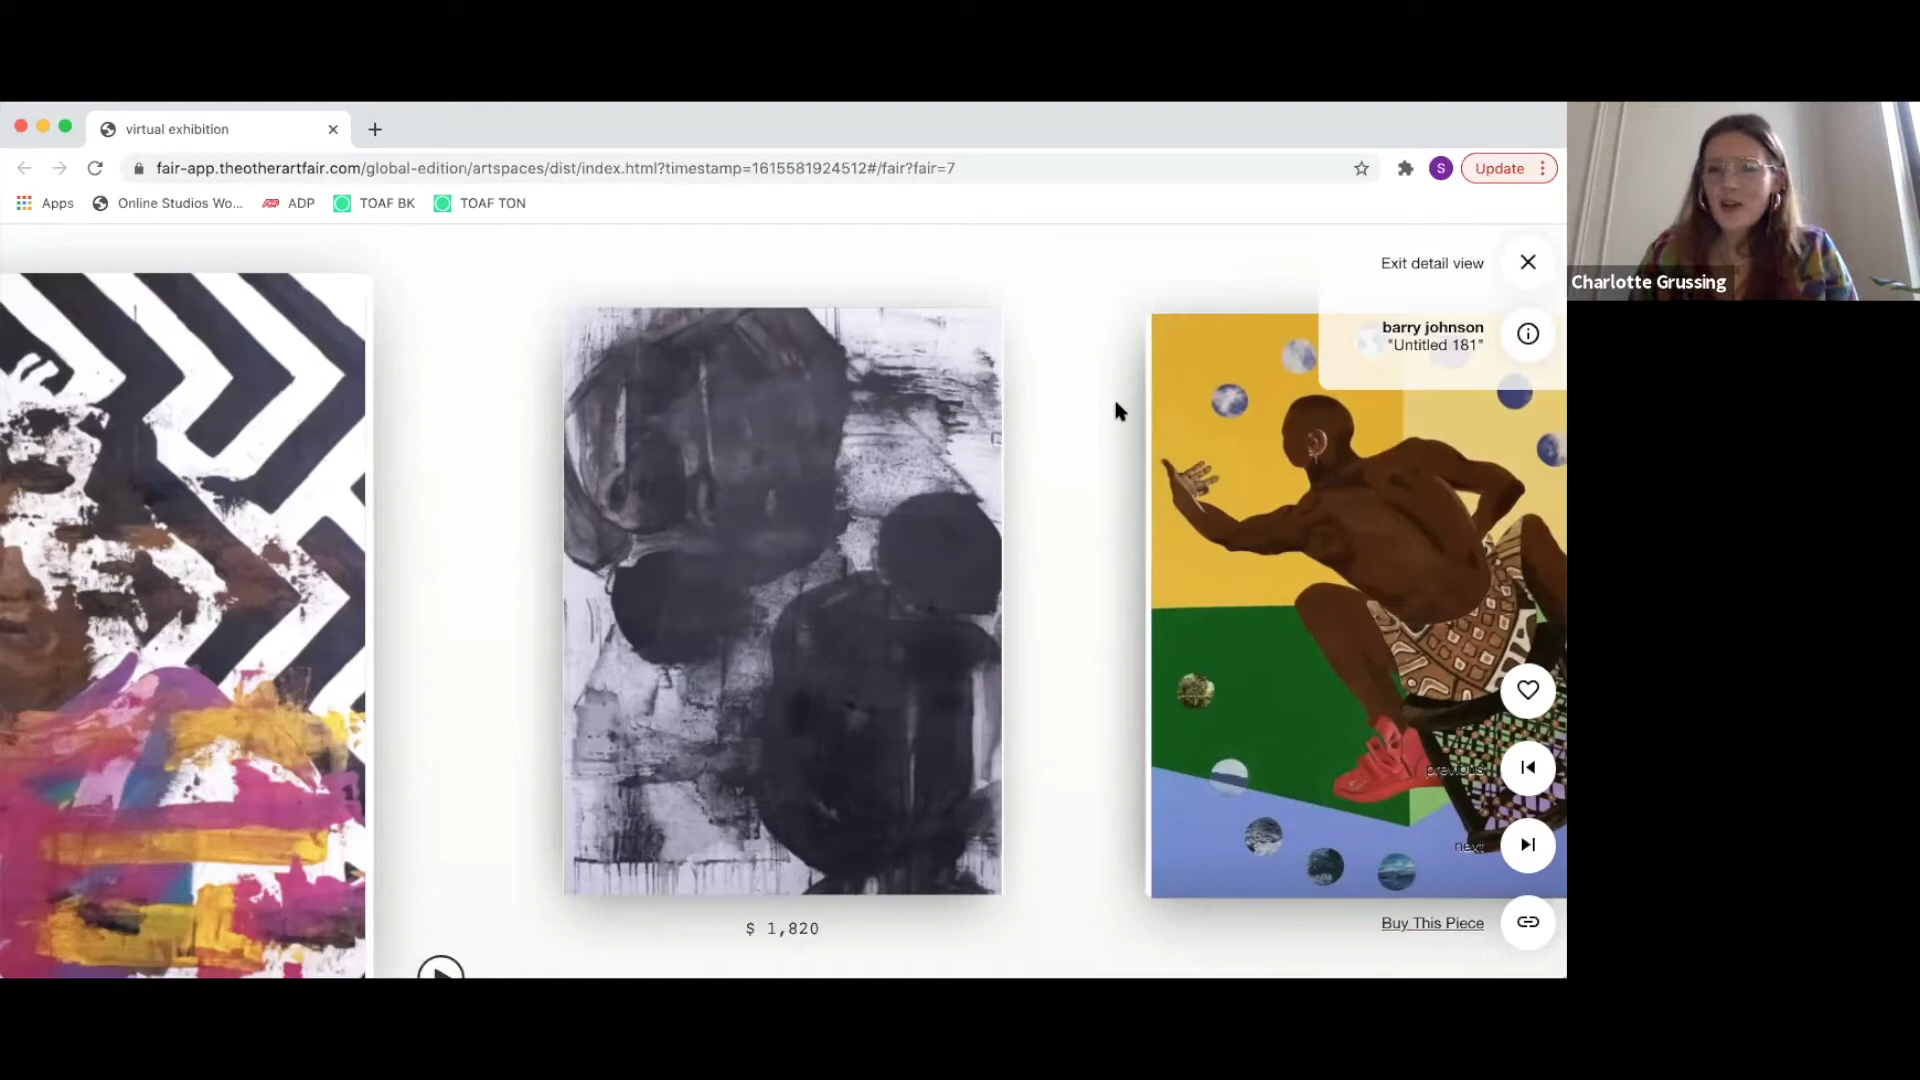 virtual exhibition
fair-app.theotherartfair.com/global-edition/artspaces/dist/index.html?timestamp=1615581924512#/fair?fair=7
S
Update
Apps
Online Studios Wo...
ADP
TOAF BK
TOAF TON
Exit detail view
barry johnson
"Untitled 181"
Charlotte Grussing
previous
next
$ 1,820
Buy This Piece